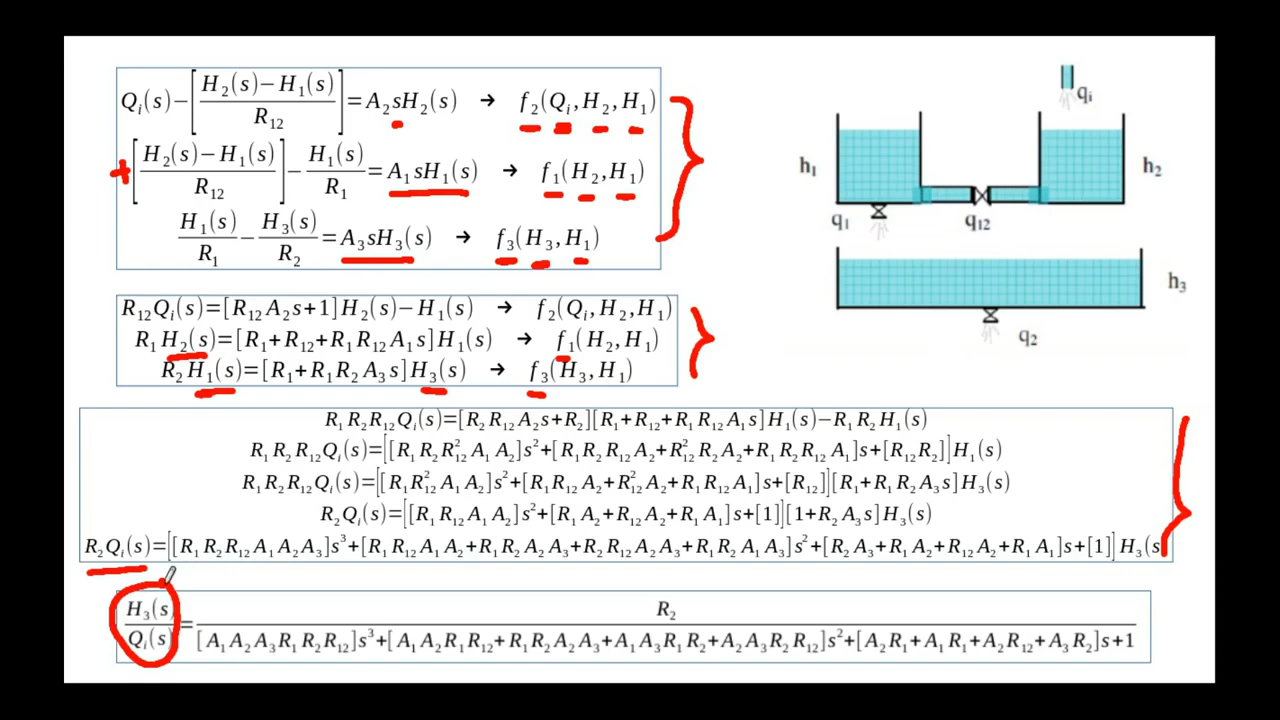 Qᵢ(s)−[(H₂(s)−H₁(s))/R₁₂]=A₂sH₂(s) → f₂(Qᵢ,H₂,H₁)
+[(H₂(s)−H₁(s))/R₁₂]−H₁(s)/R₁=A₁sH₁(s) → f₁(H₂,H₁)
H₁(s)/R₁−H₃(s)/R₂=A₃sH₃(s) → f₃(H₃,H₁)
R₁₂Qᵢ(s)=[R₁₂A₂s+1]H₂(s)−H₁(s) → f₂(Qᵢ,H₂,H₁)
R₁H₂(s)=[R₁+R₁₂+R₁R₁₂A₁s]H₁(s) → f₁(H₂,H₁)
R₂H₁(s)=[R₁+R₁R₂A₃s]H₃(s) → f₃(H₃,H₁)
qᵢ
h₁
h₂
q₁
q₁₂
h₃
q₂
R₁R₂R₁₂Qᵢ(s)=[R₂R₁₂A₂s+R₂][R₁+R₁₂+R₁R₁₂A₁s]H₁(s)−R₁R₂H₁(s)
R₁R₂R₁₂Qᵢ(s)=[[R₁R₂R₁₂²A₁A₂]s²+[R₁R₂R₁₂A₂+R₁₂²R₂A₂+R₁R₂R₁₂A₁]s+[R₁₂R₂]]H₁(s)
R₁R₂R₁₂Qᵢ(s)=[[R₁R₁₂²A₁A₂]s²+[R₁R₁₂A₂+R₁₂²A₂+R₁R₁₂A₁]s+[R₁₂]][R₁+R₁R₂A₃s]H₃(s)
R₂Qᵢ(s)=[[R₁R₁₂A₁A₂]s²+[R₁A₂+R₁₂A₂+R₁A₁]s+[1]][1+R₂A₃s]H₃(s)
R₂Qᵢ(s)=[[R₁R₂R₁₂A₁A₂A₃]s³+[R₁R₁₂A₁A₂+R₁R₂A₂A₃+R₂R₁₂A₂A₃+R₁R₂A₁A₃]s²+[R₂A₃+R₁A₂+R₁₂A₂+R₁A₁]s+[1]]H₃(s
H₃(s)/Qᵢ(s)=R₂/([A₁A₂A₃R₁R₂R₁₂]s³+[A₁A₂R₁R₁₂+R₁R₂A₂A₃+A₁A₃R₁R₂+A₂A₃R₂R₁₂]s²+[A₂R₁+A₁R₁+A₂R₁₂+A₃R₂]s+1)